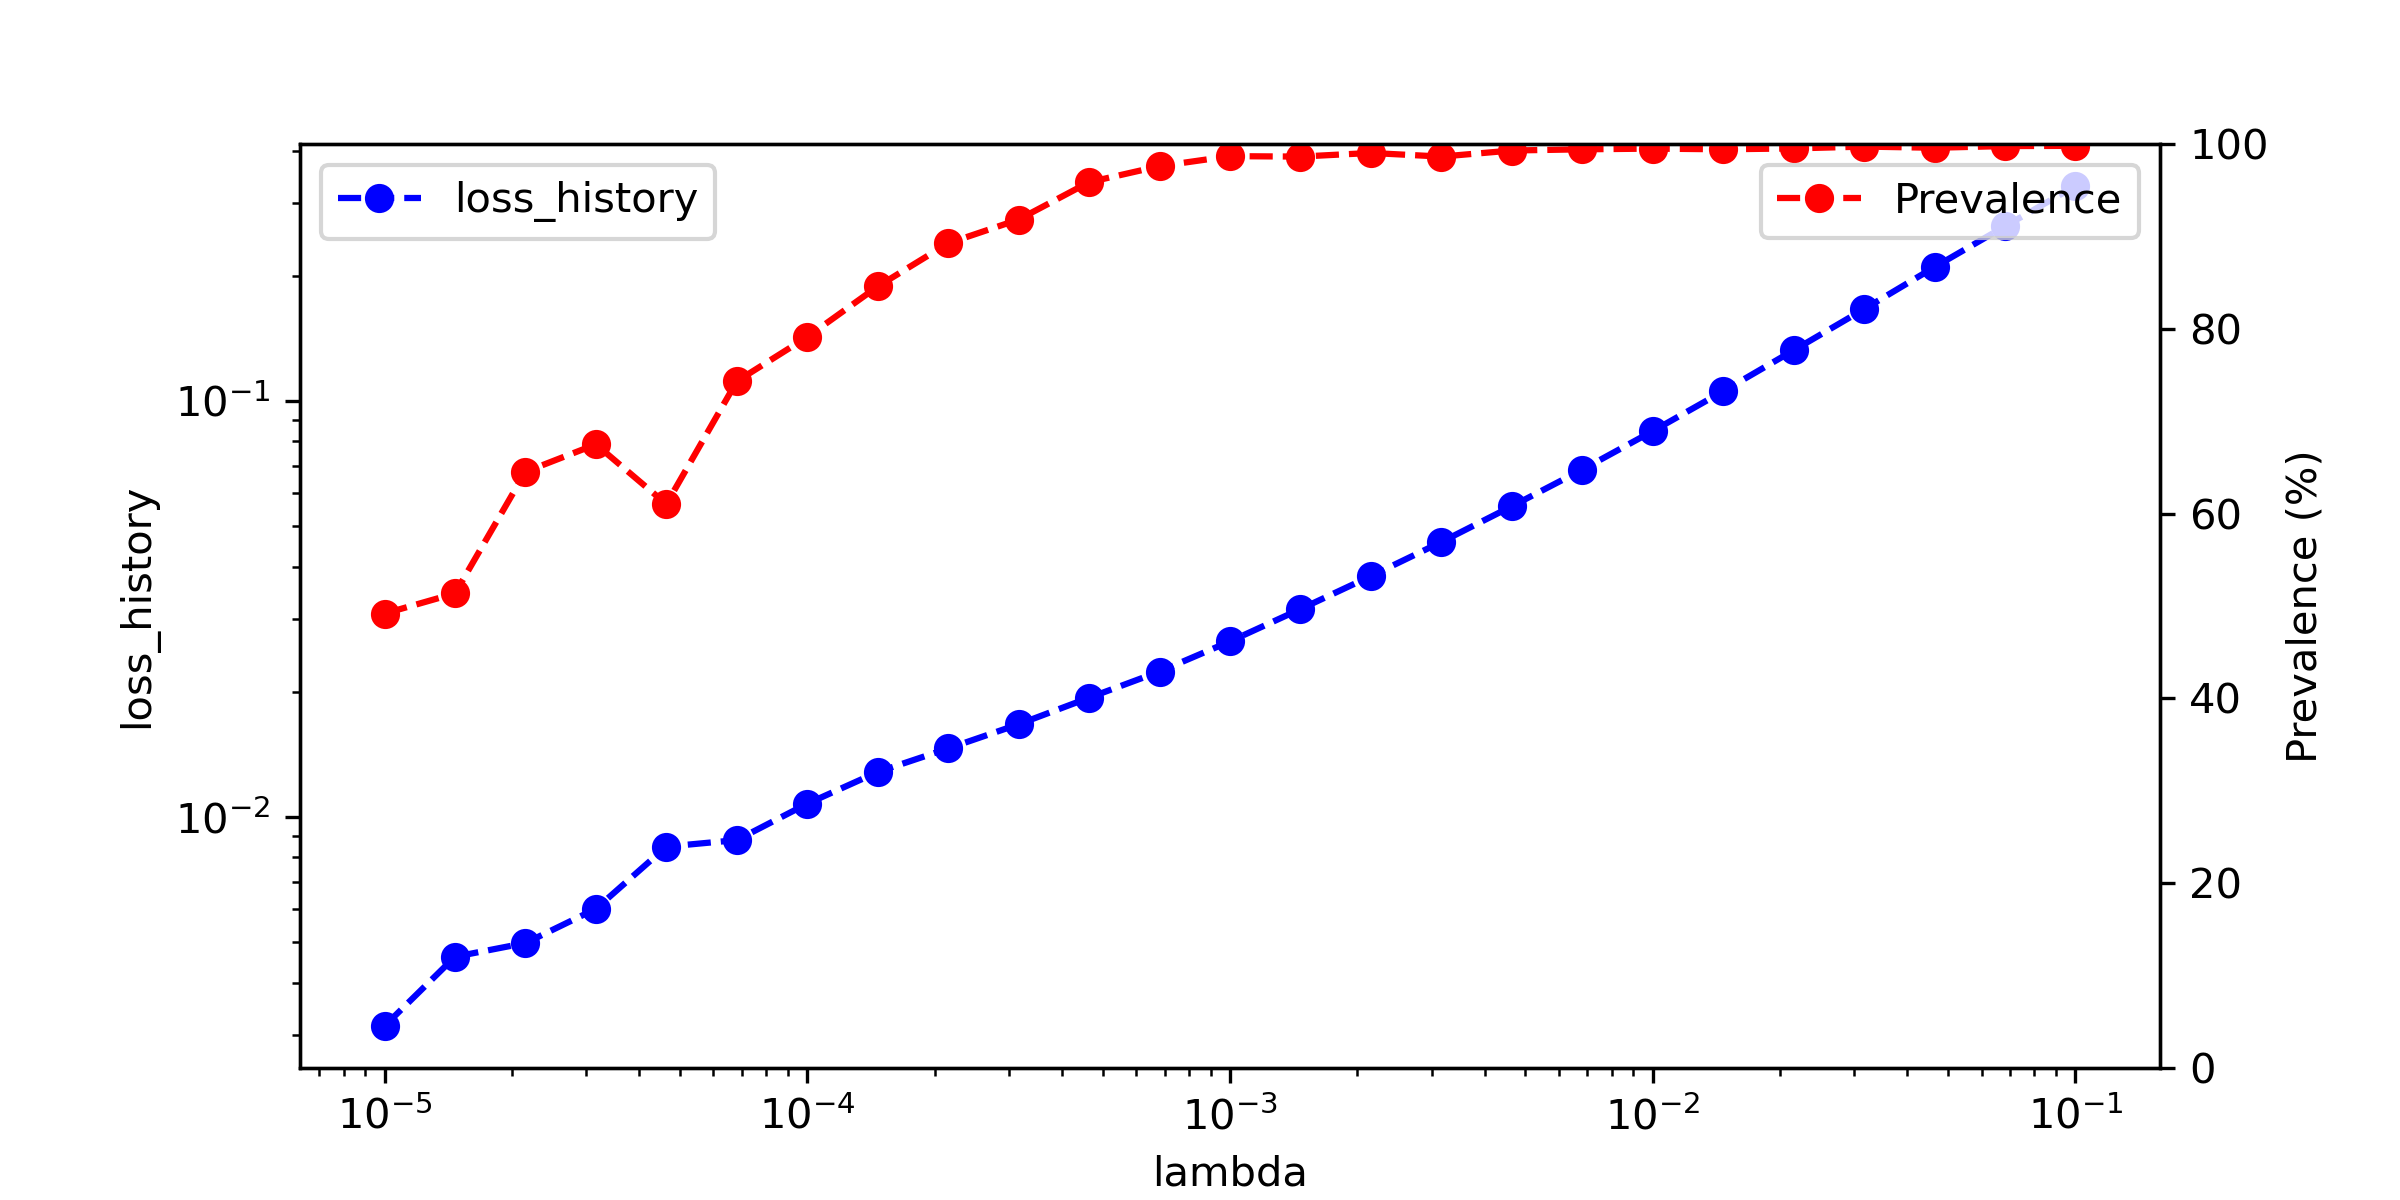 loss_history
Prevalence
loss_history
10⁻¹
10⁻²
100
80
60
40
20
0
Prevalence (%)
10⁻⁵ 10⁻⁴ 10⁻³ 10⁻² 10⁻¹
lambda